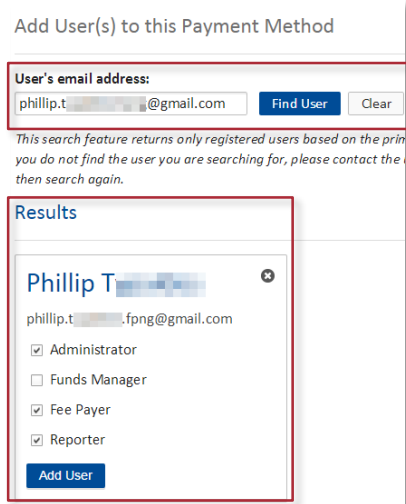 Add User(s) to this Payment Method
User's email address:
phillip.t @gmail.com Find User Clear
This search feature returns only registered users based on the prim
you do not find the user you are searching for, please contact the
then search again.
Results
Phillip T
phillip.t .fpng@gmail.com
Administrator
Funds Manager
Fee Payer
Reporter
Add User